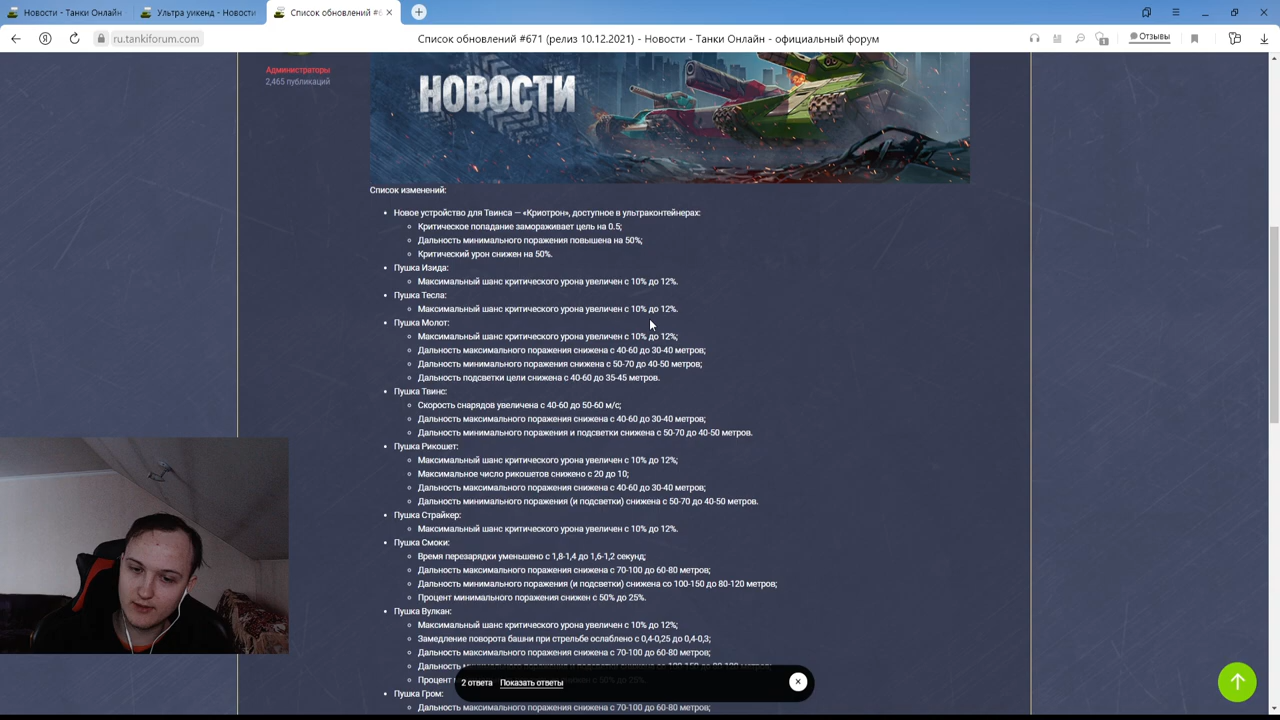 Новости - Танки Онлайн
Ультра уикенд - Новости
Список обновлений #6
ru.tankiforum.com
Список обновлений #671 (релиз 10.12.2021) - Новости - Танки Онлайн - официальный форум
Отзывы
Администраторы
2,465 публикаций
НОВОСТИ
Список изменений:
Новое устройство для Твинса — «Криотрон», доступное в ультраконтейнерах:
Критическое попадание замораживает цель на 0.5;
Дальность минимального поражения повышена на 50%;
Критический урон снижен на 50%.
Пушка Изида:
Максимальный шанс критического урона увеличен с 10% до 12%.
Пушка Тесла:
Максимальный шанс критического урона увеличен с 10% до 12%.
Пушка Молот:
Максимальный шанс критического урона увеличен с 10% до 12%;
Дальность максимального поражения снижена с 40-60 до 30-40 метров;
Дальность минимального поражения снижена с 50-70 до 40-50 метров;
Дальность подсветки цели снижена с 40-60 до 35-45 метров.
Пушка Твинс:
Скорость снарядов увеличена с 40-60 до 50-60 м/с;
Дальность максимального поражения снижена с 40-60 до 30-40 метров;
Дальность минимального поражения и подсветки снижена с 50-70 до 40-50 метров.
Пушка Рикошет:
Максимальный шанс критического урона увеличен с 10% до 12%;
Максимальное число рикошетов снижено с 20 до 10;
Дальность максимального поражения снижена с 40-60 до 30-40 метров;
Дальность минимального поражения (и подсветки) снижена с 50-70 до 40-50 метров.
Пушка Страйкер:
Максимальный шанс критического урона увеличен с 10% до 12%.
Пушка Смоки:
Время перезарядки уменьшено с 1,8-1,4 до 1,6-1,2 секунд;
Дальность максимального поражения снижена с 70-100 до 60-80 метров;
Дальность минимального поражения (и подсветки) снижена со 100-150 до 80-120 метров;
Процент минимального поражения снижен с 50% до 25%.
Пушка Вулкан:
Максимальный шанс критического урона увеличен с 10% до 12%;
Замедление поворота башни при стрельбе ослаблено с 0,4-0,25 до 0,4-0,3;
Дальность максимального поражения снижена с 70-100 до 60-80 метров;
Дальность
Процент
2 ответа Показать ответы
Пушка Гром:
Дальность максимального поражения снижена с 70-100 до 60-80 метров;